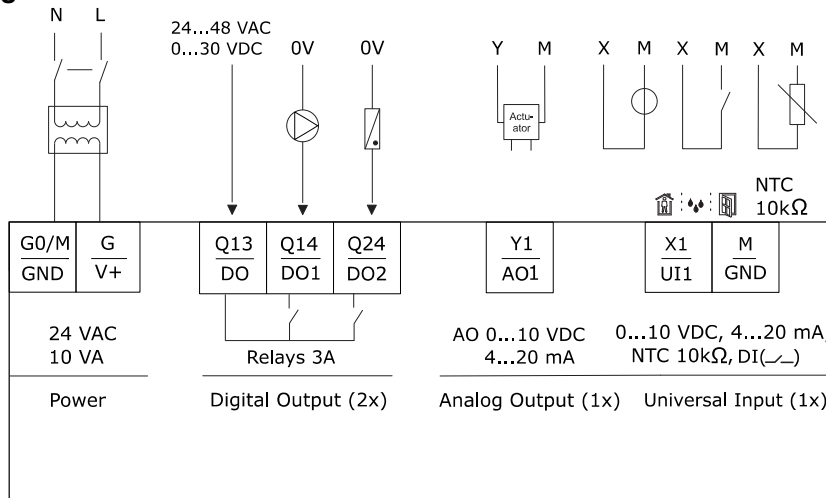 N L
24...48 VAC
0...30 VDC
0V
0V
Y M
X M
X M
X M
Actu-
ator
NTC
10kΩ
G0/M
GND
G
V+
Q13
DO
Q14
DO1
Q24
DO2
Y1
AO1
X1
UI1
M
GND
24 VAC
10 VA
Relays 3A
AO 0...10 VDC
4...20 mA
0...10 VDC, 4...20 mA,
NTC 10kΩ, DI( )
Power
Digital Output (2x)
Analog Output (1x)
Universal Input (1x)